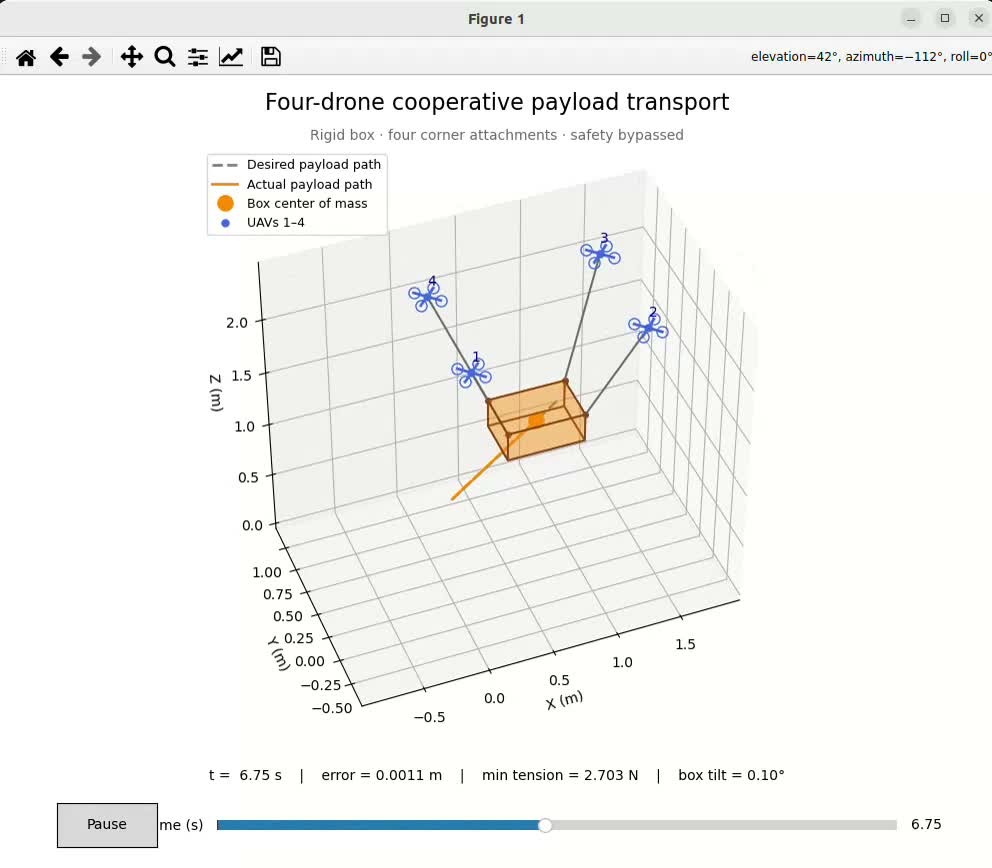 Figure 1
elevation=42°, azimuth=−112°, roll=0°
Four-drone cooperative payload transport
Rigid box · four corner attachments · safety bypassed
Desired payload path
Actual payload path
Box center of mass
UAVs 1–4
3
4
2
1
2.0
1.5
1.0
0.5
0.0
Z (m)
1.00
0.75
0.50
0.25
0.00
−0.25
−0.50
Y (m)
−0.5
0.0
0.5
1.0
1.5
X (m)
t = 6.75 s | error = 0.0011 m | min tension = 2.703 N | box tilt = 0.10°
Pause
me (s)
6.75